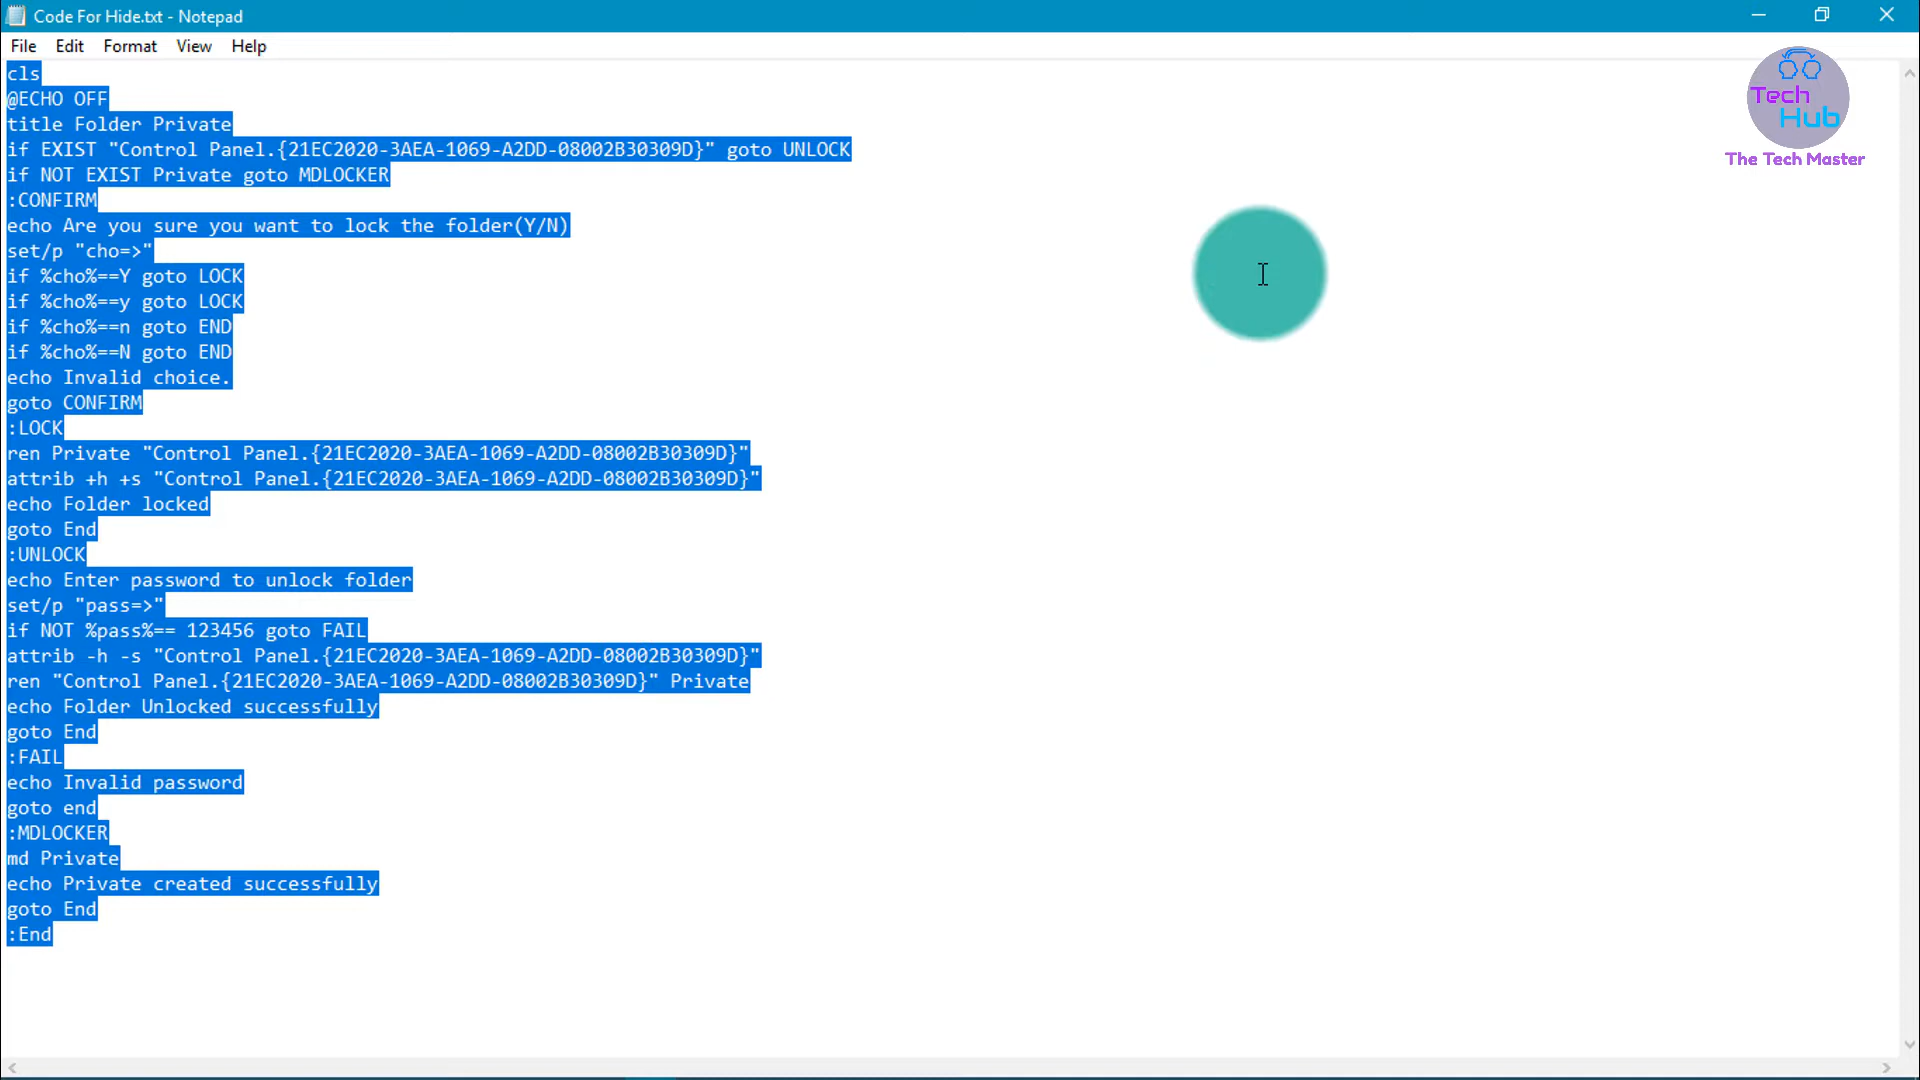 Code For Hide.txt - Notepad
File Edit Format View Help
cls
@ECHO OFF
title Folder Private
if EXIST "Control Panel.{21EC2020-3AEA-1069-A2DD-08002B30309D}" goto UNLOCK
if NOT EXIST Private goto MDLOCKER
:CONFIRM
echo Are you sure you want to lock the folder(Y/N)
set/p "cho=>"
if %cho%==Y goto LOCK
if %cho%==y goto LOCK
if %cho%==n goto END
if %cho%==N goto END
echo Invalid choice.
goto CONFIRM
:LOCK
ren Private "Control Panel.{21EC2020-3AEA-1069-A2DD-08002B30309D}"
attrib +h +s "Control Panel.{21EC2020-3AEA-1069-A2DD-08002B30309D}"
echo Folder locked
goto End
:UNLOCK
echo Enter password to unlock folder
set/p "pass=>"
if NOT %pass%== 123456 goto FAIL
attrib -h -s "Control Panel.{21EC2020-3AEA-1069-A2DD-08002B30309D}"
ren "Control Panel.{21EC2020-3AEA-1069-A2DD-08002B30309D}" Private
echo Folder Unlocked successfully
goto End
:FAIL
echo Invalid password
goto end
:MDLOCKER
md Private
echo Private created successfully
goto End
:End
Tech
Hub
The Tech Master